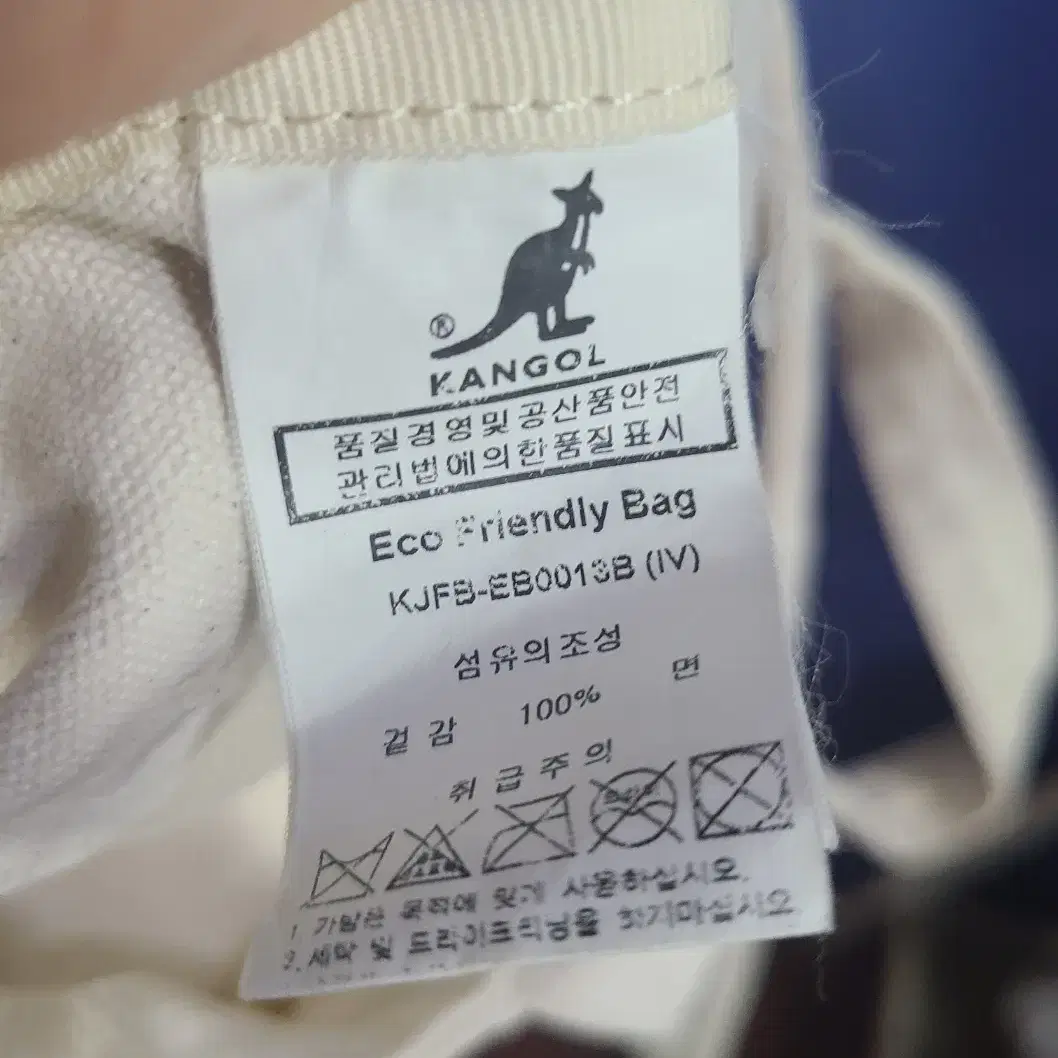 ®
KANGOL
품질경영및공산품안전
관리법에의한품질표시
Eco Friendly Bag
KJFB-EB0013B (IV)
섬유의조성
겉감 100% 면
취급주의
1. 가방은 목적에 맞게 사용하십시오.
2. 세탁 및 드라이크리닝을 하지마십시오.